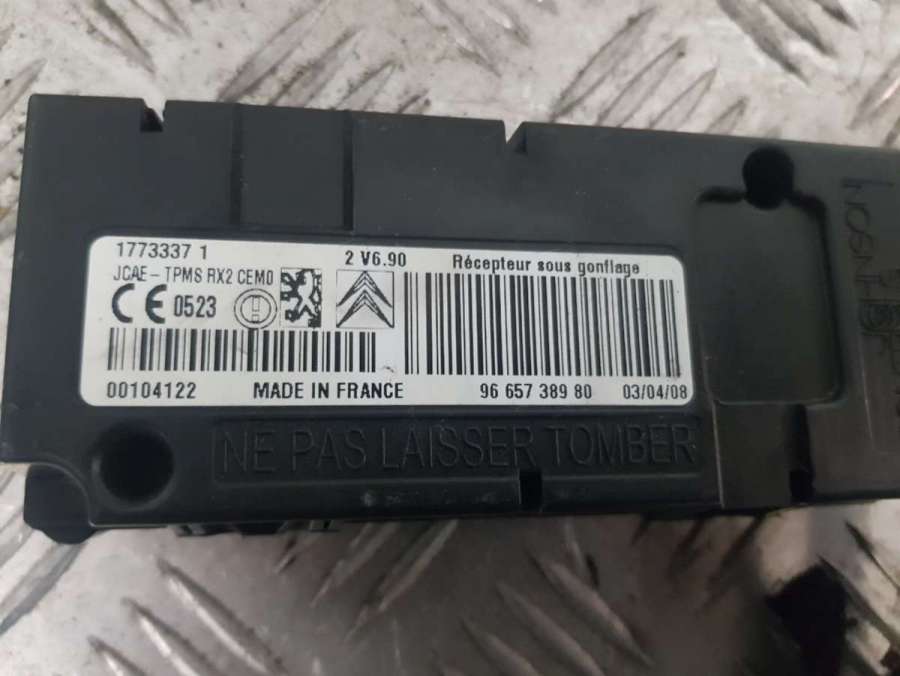 1773337 1
2 V6.90
Récepteur sous gonflage
JCAE - TPMS RX2 CEM0
CE 0523
00104122
MADE IN FRANCE
96 657 389 80
03/04/08
NE PAS LAISSER TOMBER